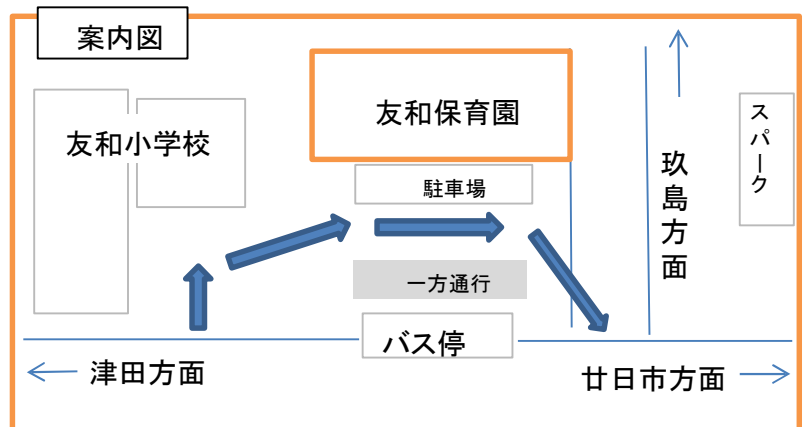 案内図
友和小学校
友和保育園
駐車場
一方通行
バス停
玖島方面
スパーク
津田方面
廿日市方面